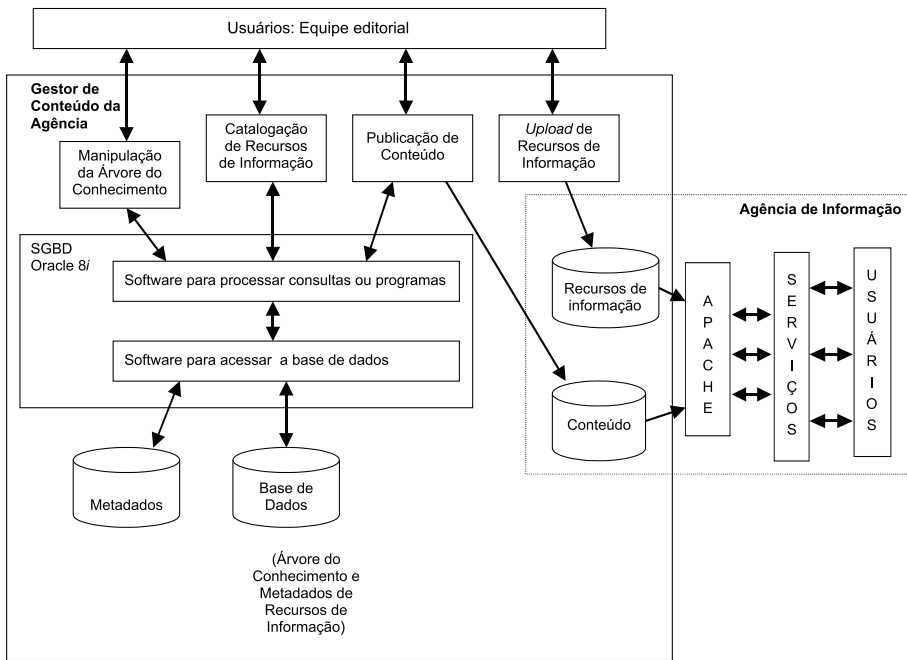 Usuários: Equipe editorial
Gestor de
Conteúdo da
Agência
Manipulação
da Árvore do
Conhecimento
Catalogação
de Recursos
de Informação
Publicação de
Conteúdo
Upload de
Recursos de
Informação
Agência de Informação
SGBD
Oracle 8i
Software para processar consultas ou programas
Software para acessar a base de dados
Recursos de
informação
Conteúdo
APACHE
SERVIÇOS
USUÁRIOS
Metadados
Base de
Dados
(Árvore do
Conhecimento e
Metadados de
Recursos de
Informação)